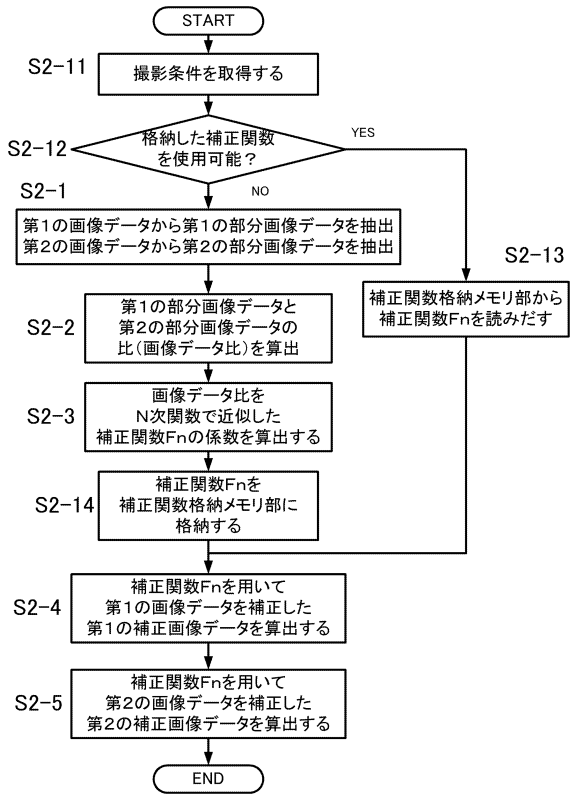 START
S2-11
撮影条件を取得する
S2-12
格納した補正関数
を使用可能？
YES
NO
S2-1
第１の画像データから第１の部分画像データを抽出
第２の画像データから第２の部分画像データを抽出
S2-13
補正関数格納メモリ部から
補正関数Fnを読みだす
S2-2
第１の部分画像データと
第２の部分画像データの
比（画像データ比）を算出
S2-3
画像データ比を
Ｎ次関数で近似した
補正関数Fnの係数を算出する
S2-14
補正関数Fnを
補正関数格納メモリ部に
格納する
S2-4
補正関数Fnを用いて
第１の画像データを補正した
第１の補正画像データを算出する
S2-5
補正関数Fnを用いて
第２の画像データを補正した
第２の補正画像データを算出する
END